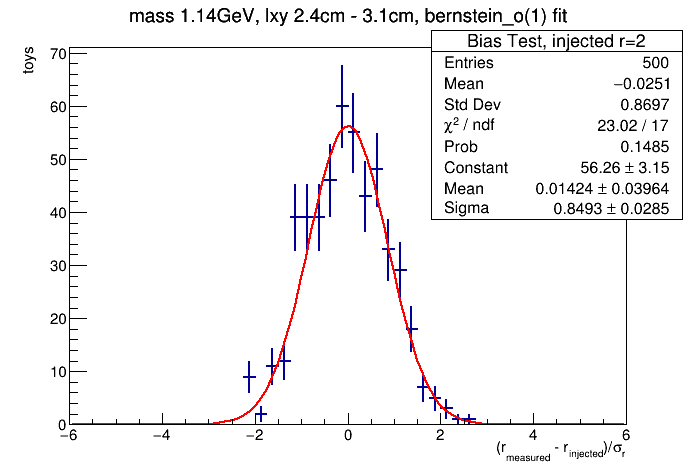 mass 1.14GeV, lxy 2.4cm - 3.1cm, bernstein_o(1) fit
Bias Test, injected r=2
Entries 500
Mean −0.0251
Std Dev 0.8697
χ² / ndf 23.02 / 17
Prob 0.1485
Constant 56.26 ± 3.15
Mean 0.01424 ± 0.03964
Sigma 0.8493 ± 0.0285
toys
70
60
50
40
30
20
10
0
−6 −4 −2 0 2 4 6
(r_measured - r_injected)/σ_r